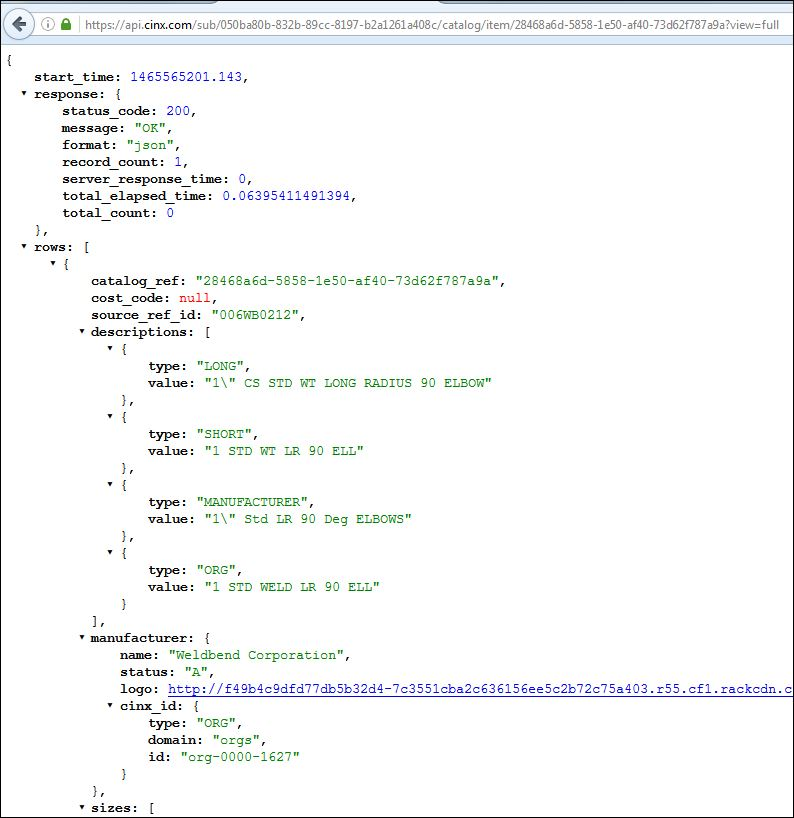 https://api.cinx.com/sub/050ba80b-832b-89cc-8197-b2a1261a408c/catalog/item/28468a6d-5858-1e50-af40-73d62f787a9a?view=full
{
start_time: 1465565201.143,
response: {
status_code: 200,
message: "OK",
format: "json",
record_count: 1,
server_response_time: 0,
total_elapsed_time: 0.06395411491394,
total_count: 0
},
rows: [
{
catalog_ref: "28468a6d-5858-1e50-af40-73d62f787a9a",
cost_code: null,
source_ref_id: "006WB0212",
descriptions: [
{
type: "LONG",
value: "1\" CS STD WT LONG RADIUS 90 ELBOW"
},
{
type: "SHORT",
value: "1 STD WT LR 90 ELL"
},
{
type: "MANUFACTURER",
value: "1\" Std LR 90 Deg ELBOWS"
},
{
type: "ORG",
value: "1 STD WELD LR 90 ELL"
}
],
manufacturer: {
name: "Weldbend Corporation",
status: "A",
logo: http://f49b4c9dfd77db5b32d4-7c3551cba2c636156ee5c2b72c75a403.r55.cf1.rackcdn.c
cinx_id: {
type: "ORG",
domain: "orgs",
id: "org-0000-1627"
}
},
sizes: [